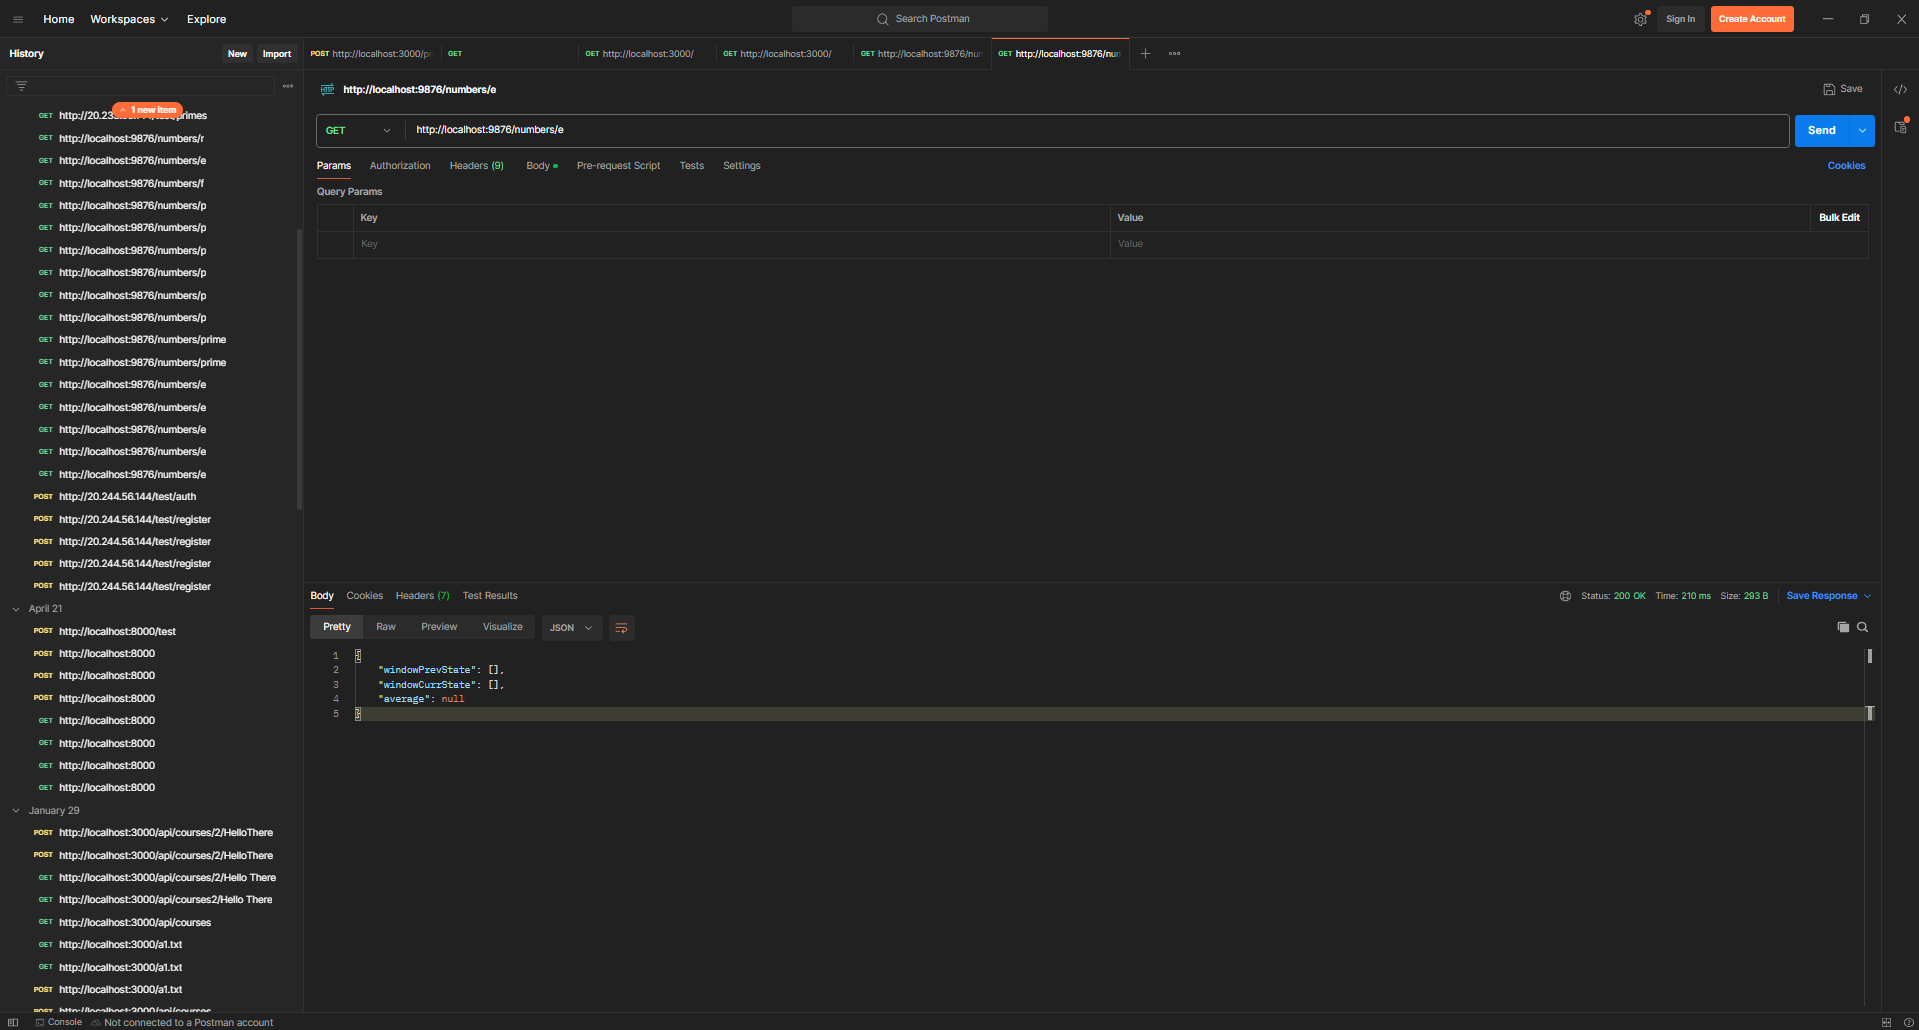 Home Workspaces Explore
Search Postman
Sign In Create Account
History New Import
POST http://localhost:3000/pr
GET
GET http://localhost:3000/
GET http://localhost:3000/
GET http://localhost:9876/num
GET http://localhost:9876/num
1 new item
GET
GET http://localhost:9876/numbers/r
GET http://localhost:9876/numbers/e
GET http://localhost:9876/numbers/f
GET http://localhost:9876/numbers/p
GET http://localhost:9876/numbers/p
GET http://localhost:9876/numbers/p
GET http://localhost:9876/numbers/p
GET http://localhost:9876/numbers/p
GET http://localhost:9876/numbers/p
GET http://localhost:9876/numbers/prime
GET http://localhost:9876/numbers/prime
GET http://localhost:9876/numbers/e
GET http://localhost:9876/numbers/e
GET http://localhost:9876/numbers/e
GET http://localhost:9876/numbers/e
GET http://localhost:9876/numbers/e
POST http://20.244.56.144/test/auth
POST http://20.244.56.144/test/register
POST http://20.244.56.144/test/register
POST http://20.244.56.144/test/register
POST http://20.244.56.144/test/register
April 21
POST http://localhost:8000/test
POST http://localhost:8000
POST http://localhost:8000
POST http://localhost:8000
GET http://localhost:8000
GET http://localhost:8000
GET http://localhost:8000
GET http://localhost:8000
January 29
POST http://localhost:3000/api/courses/2/HelloThere
POST http://localhost:3000/api/courses/2/HelloThere
GET http://localhost:3000/api/courses/2/Hello There
GET http://localhost:3000/api/courses2/Hello There
GET http://localhost:3000/api/courses
GET http://localhost:3000/a1.txt
GET http://localhost:3000/a1.txt
POST http://localhost:3000/a1.txt
POST http://localhost:3000/api/courses
HTTP http://localhost:9876/numbers/e
Save
GET http://localhost:9876/numbers/e
Send
Params Authorization Headers (9) Body Pre-request Script Tests Settings
Cookies
Query Params
Key Value Bulk Edit
Key Value
Body Cookies Headers (7) Test Results
Status: 200 OK Time: 210 ms Size: 293 B Save Response
Pretty Raw Preview Visualize JSON
1 {
2 "windowPrevState": [],
3 "windowCurrState": [],
4 "average": null
5 }
Console Not connected to a Postman account